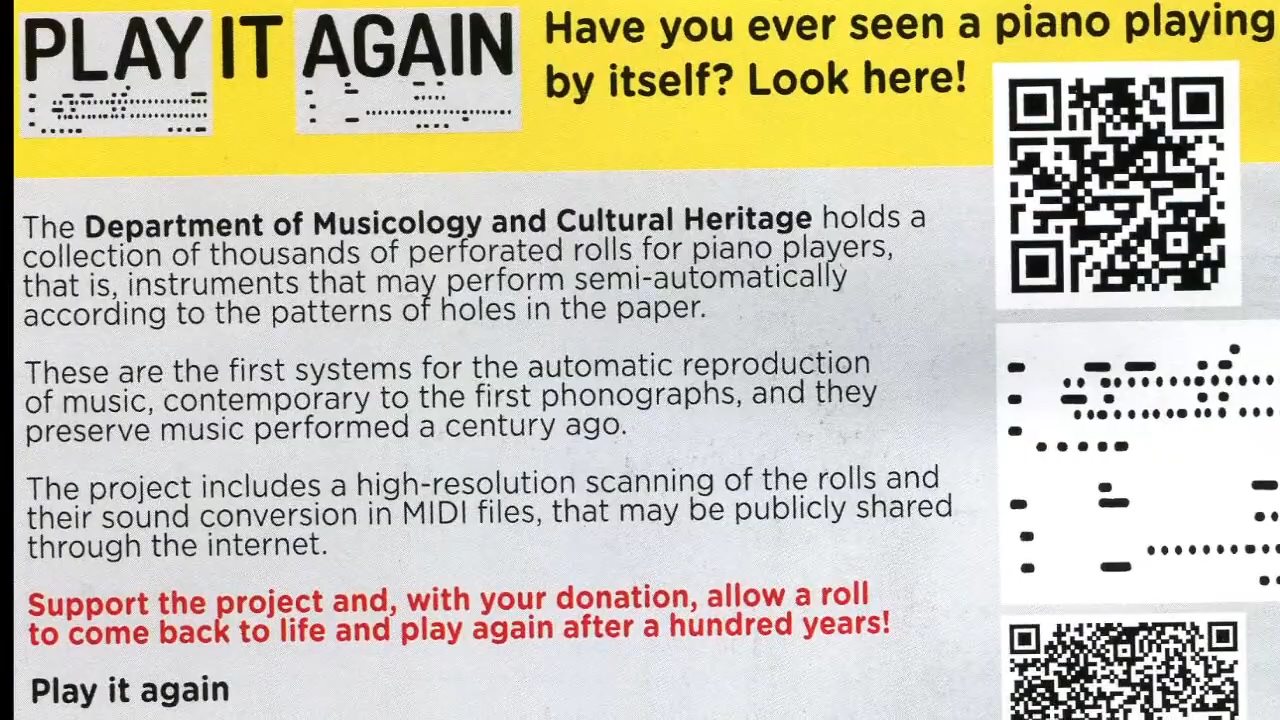 PLAY IT AGAIN
Have you ever seen a piano playing
by itself? Look here!
The Department of Musicology and Cultural Heritage holds a
collection of thousands of perforated rolls for piano players,
that is, instruments that may perform semi-automatically
according to the patterns of holes in the paper.
These are the first systems for the automatic reproduction
of music, contemporary to the first phonographs, and they
preserve music performed a century ago.
The project includes a high-resolution scanning of the rolls and
their sound conversion in MIDI files, that may be publicly shared
through the internet.
Support the project and, with your donation, allow a roll
to come back to life and play again after a hundred years!
Play it again